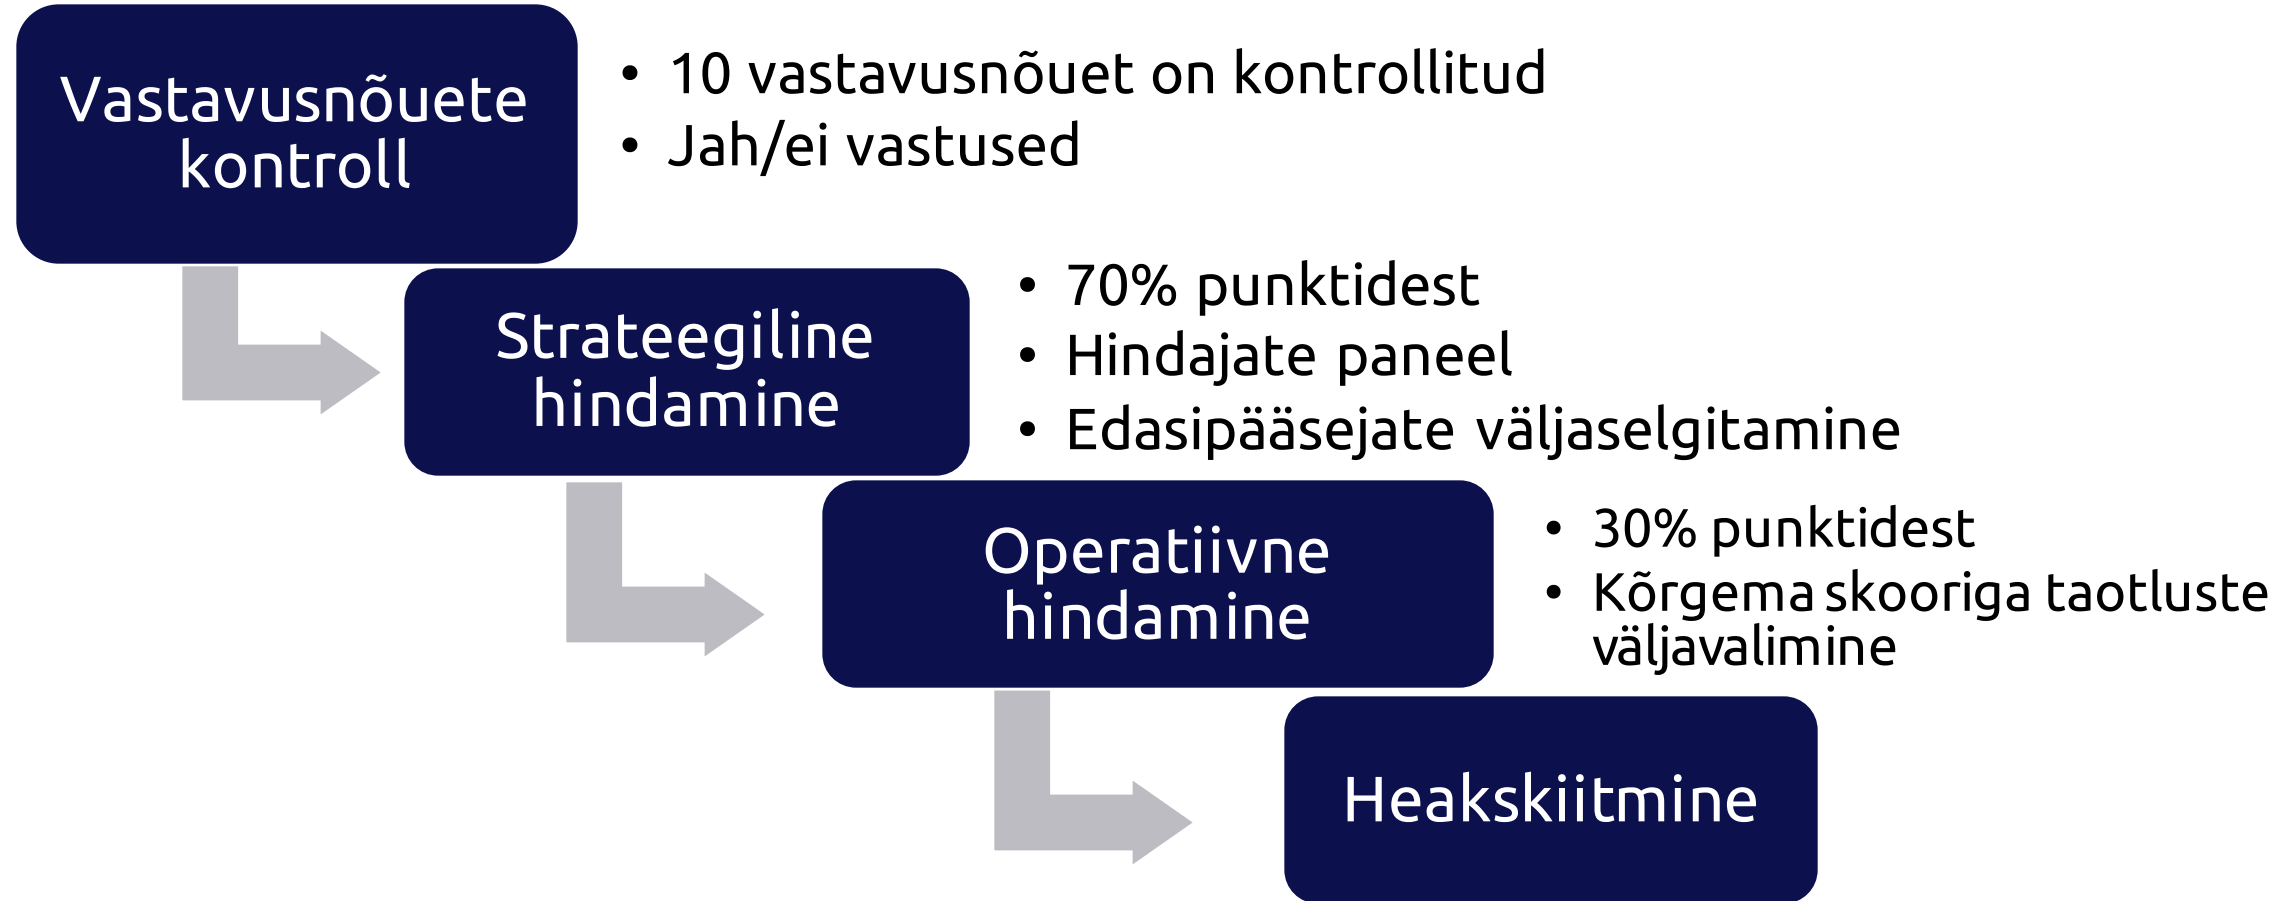 Vastavusnõuete
kontroll
• 10 vastavusnõuet on kontrollitud
• Jah/ei vastused
Strateegiline
hindamine
• 70% punktidest
• Hindajate paneel
• Edasipääsejate väljaselgitamine
Operatiivne
hindamine
• 30% punktidest
• Kõrgema skooriga taotluste
väljavalimine
Heakskiitmine